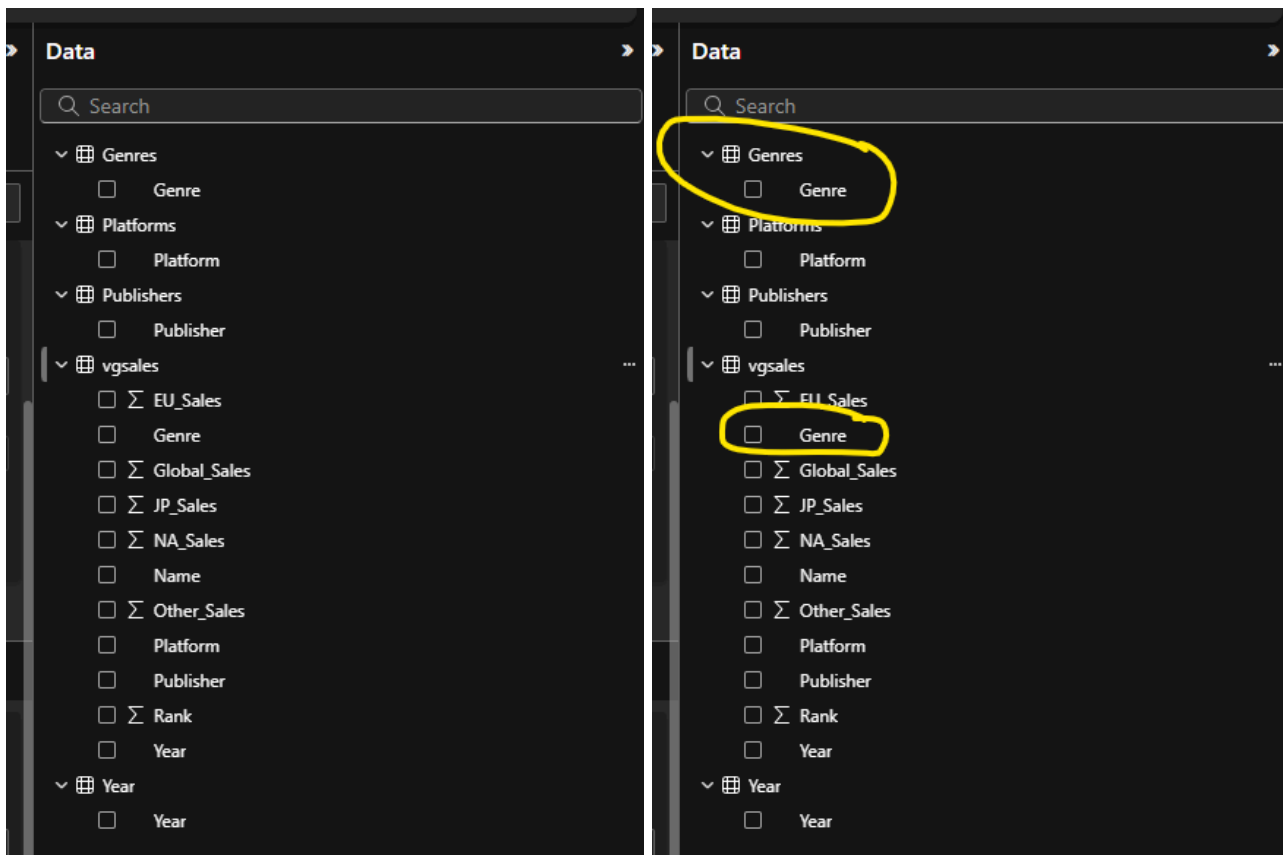 Data
Search
Genres
Genre
Platforms
Platform
Publishers
Publisher
vgsales
EU_Sales
Genre
Global_Sales
JP_Sales
NA_Sales
Name
Other_Sales
Platform
Publisher
Rank
Year
Year
Year
Data
Search
Genres
Genre
Platforms
Platform
Publishers
Publisher
vgsales
EU_Sales
Genre
Global_Sales
JP_Sales
NA_Sales
Name
Other_Sales
Platform
Publisher
Rank
Year
Year
Year